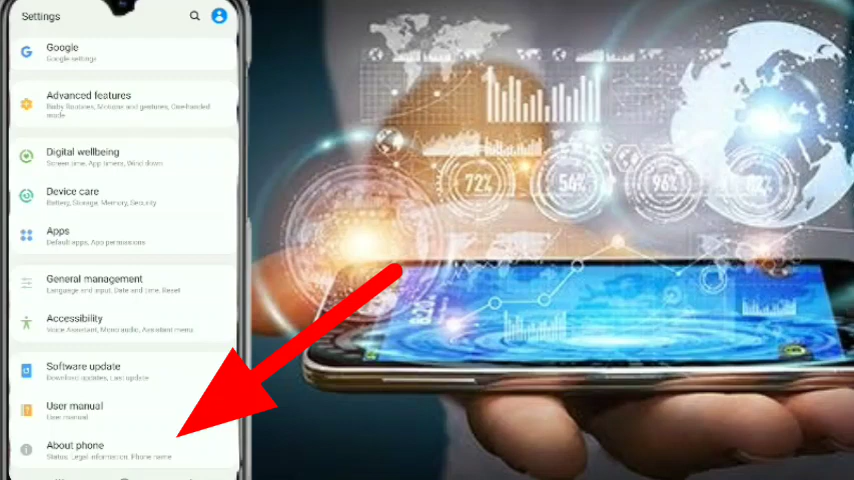 Settings
Google
Google settings
Advanced features
Bixby Routines, Motions and gestures, One-handed
mode
Digital wellbeing
Screen time, App timers, Wind down
Device care
Battery, Storage, Memory, Security
Apps
Default apps, App permissions
General management
Language and input, Date and time, Reset
Accessibility
Voice Assistant, Mono audio, Assistant menu
Software update
Download updates, Last update
User manual
User manual
About phone
Status, Legal information, Phone name
72%
54%
96%